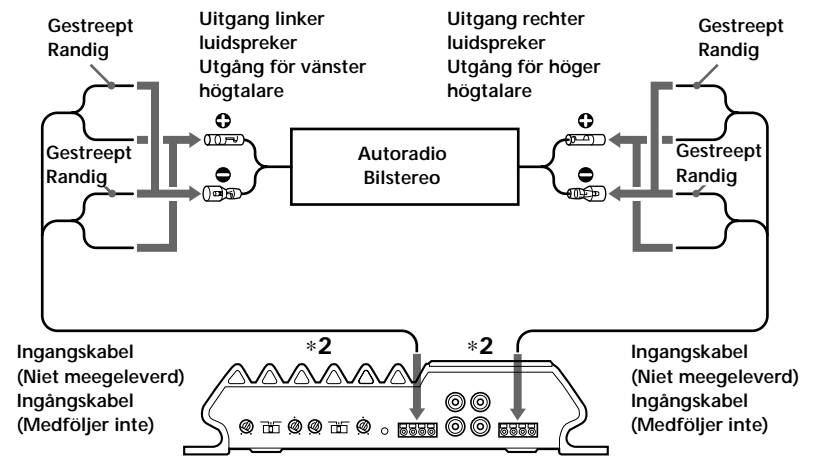 Gestreept
Randig
Uitgang linker
luidspreker
Utgång för vänster
högtalare
Uitgang rechter
luidspreker
Utgång för höger
högtalare
Gestreept
Randig
Gestreept
Randig
Autoradio
Bilstereo
Gestreept
Randig
*2
*2
Ingangskabel
(Niet meegeleverd)
Ingångskabel
(Medföljer inte)
Ingangskabel
(Niet meegeleverd)
Ingångskabel
(Medföljer inte)